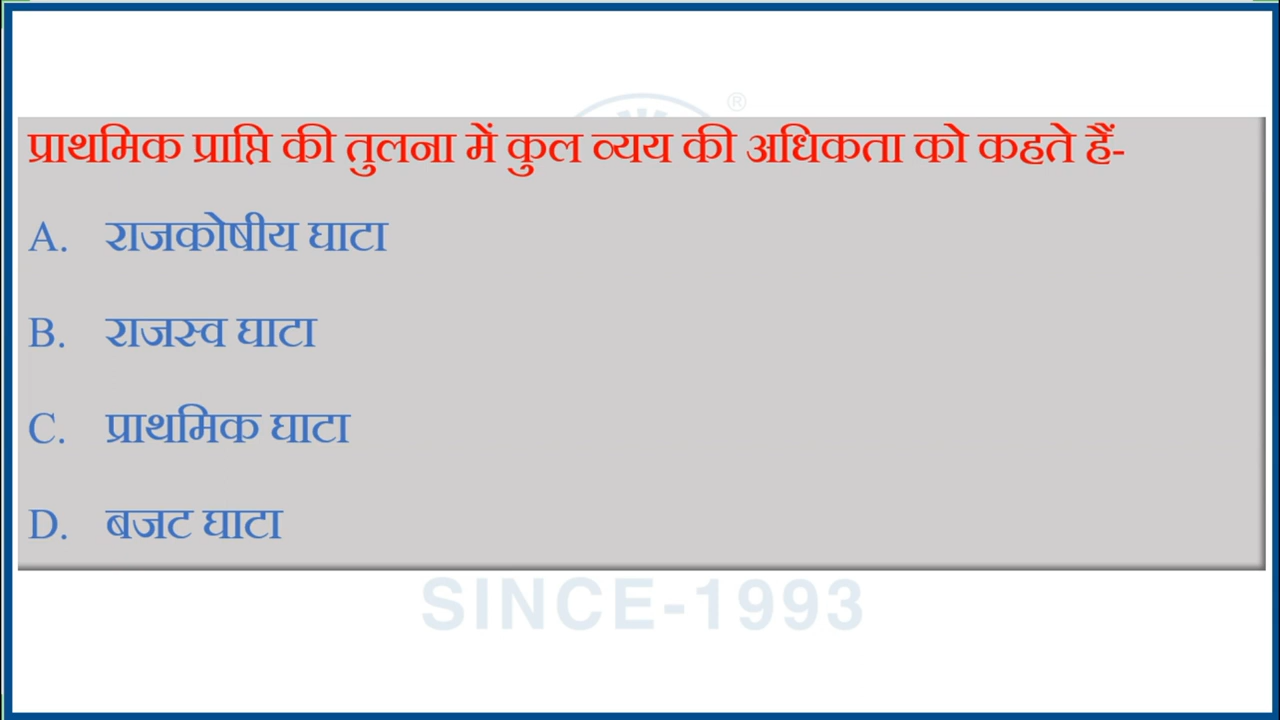 ®
प्राथमिक प्राप्ति की तुलना में कुल व्यय की अधिकता को कहते हैं-
A. राजकोषीय घाटा
B. राजस्व घाटा
C. प्राथमिक घाटा
D. बजट घाटा
SINCE-1993